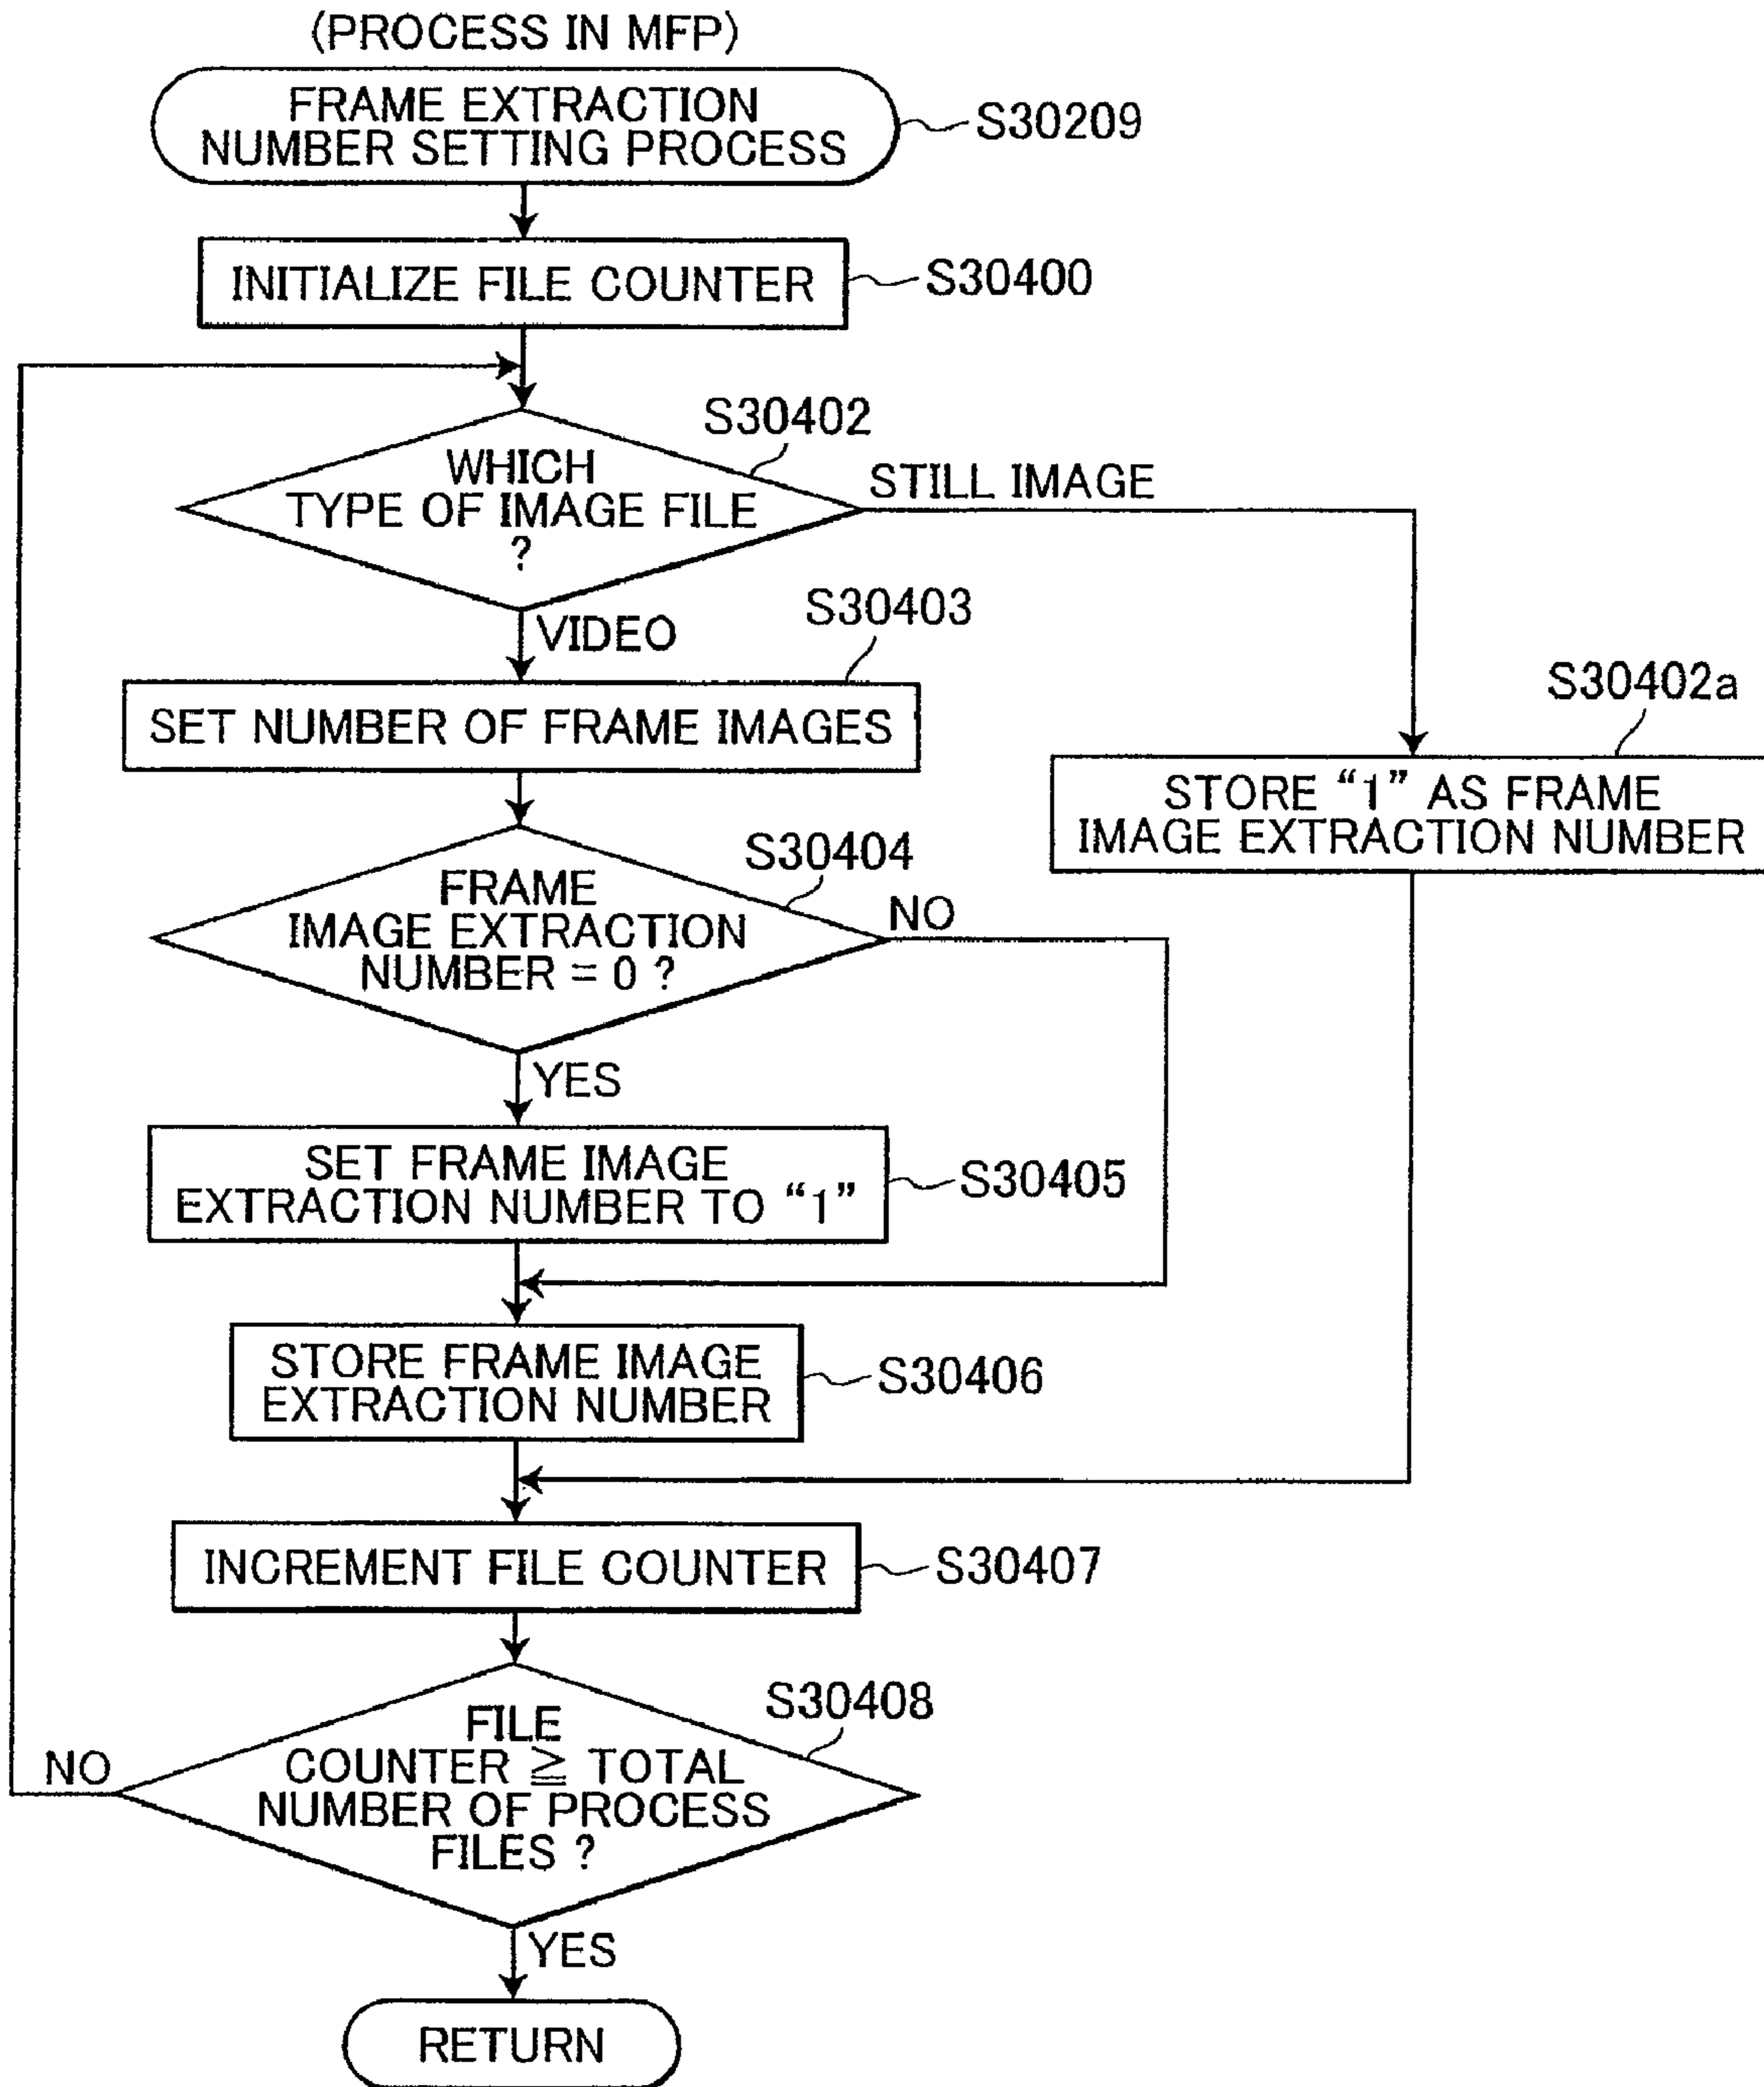 (PROCESS IN MFP)
FRAME EXTRACTION
NUMBER SETTING PROCESS
S30209
INITIALIZE FILE COUNTER
S30400
S30402
WHICH
TYPE OF IMAGE FILE
?
STILL IMAGE
VIDEO
S30403
SET NUMBER OF FRAME IMAGES
S30402a
STORE “1” AS FRAME
IMAGE EXTRACTION NUMBER
S30404
FRAME
IMAGE EXTRACTION
NUMBER = 0 ?
NO
YES
SET FRAME IMAGE
EXTRACTION NUMBER TO “1”
S30405
STORE FRAME IMAGE
EXTRACTION NUMBER
S30406
INCREMENT FILE COUNTER
S30407
S30408
FILE
COUNTER ≧ TOTAL
NUMBER OF PROCESS
FILES ?
NO
YES
RETURN